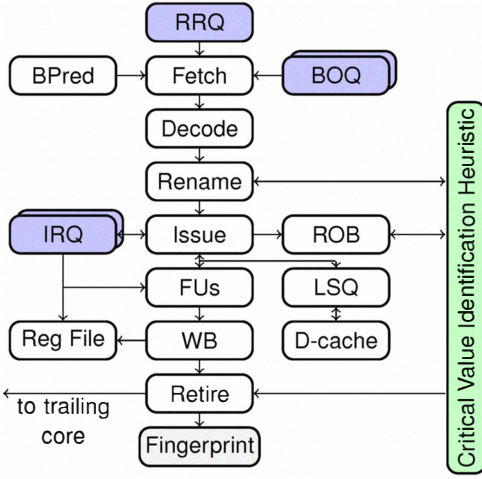 RRQ
BPred
Fetch
BOQ
Decode
Rename
IRQ
Issue
ROB
FUs
LSQ
Reg File
WB
D-cache
Retire
to trailing
core
Fingerprint
Critical Value Identification Heuristic